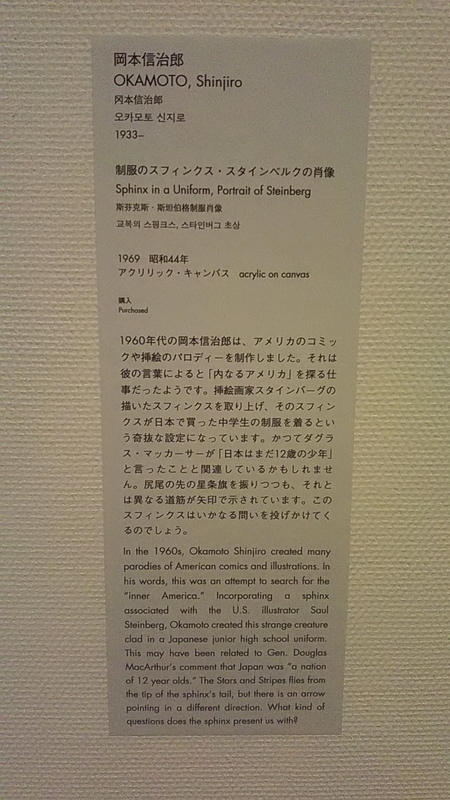 岡本信治郎
OKAMOTO, Shinjiro
冈本信治郎
오카모토 신지로
1933–
制服のスフィンクス・スタインベルクの肖像
Sphinx in a Uniform, Portrait of Steinberg
斯芬克斯・斯坦伯格制服肖像
교복의 스핑크스, 스타인버그 초상
1969 昭和44年
アクリリック・キャンバス acrylic on canvas
購入
Purchased
1960年代の岡本信治郎は、アメリカのコミッ
クや挿絵のパロディーを制作しました。それは
彼の言葉によると「内なるアメリカ」を探る仕
事だったようです。挿絵画家スタインバーグの
描いたスフィンクスを取り上げ、そのスフィン
クスが日本で買った中学生の制服を着るとい
う奇抜な設定になっています。かつてダグラ
ス・マッカーサーが「日本はまだ12歳の少年」
と言ったことと関連しているかもしれませ
ん。尻尾の先の星条旗を振りつつも、それと
は異なる道筋が矢印で示されています。この
スフィンクスはいかなる問いを投げかけてく
るのでしょう。
In the 1960s, Okamoto Shinjiro created many
parodies of American comics and illustrations. In
his words, this was an attempt to search for the
"inner America." Incorporating a sphinx
associated with the U.S. illustrator Saul
Steinberg, Okamoto created this strange creature
clad in a Japanese junior high school uniform.
This may have been related to Gen. Douglas
MacArthur's comment that Japan was "a nation
of 12 year olds." The Stars and Stripes flies from
the tip of the sphinx's tail, but there is an arrow
pointing in a different direction. What kind of
questions does the sphinx present us with?